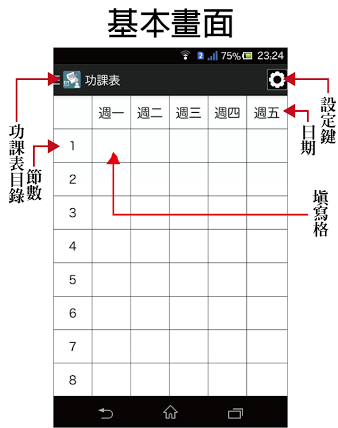 基本畫面
2 75% 23:24
功課表
週一 週二 週三 週四 週五
1
2
3
4
5
6
7
8
功課表目錄
節數
設定鍵
日期
填寫格